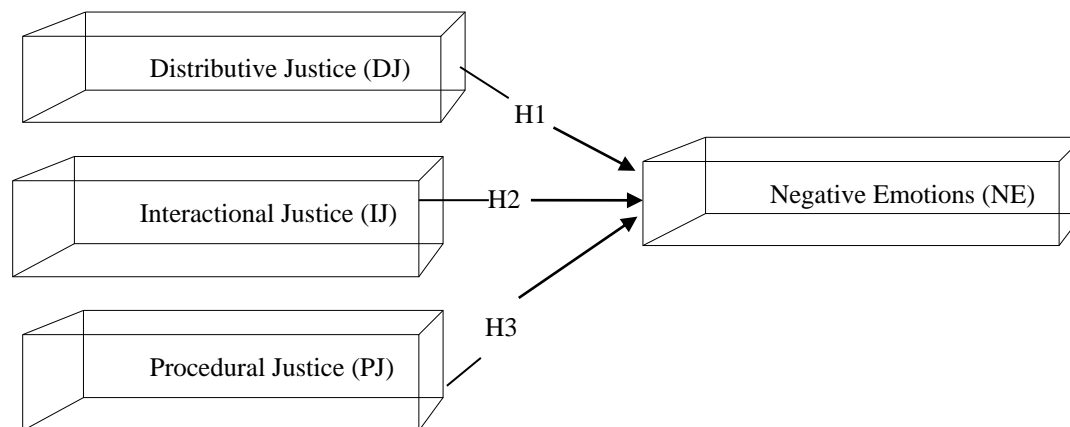 Distributive Justice (DJ)
H1
Interactional Justice (IJ)
H2
Negative Emotions (NE)
H3
Procedural Justice (PJ)